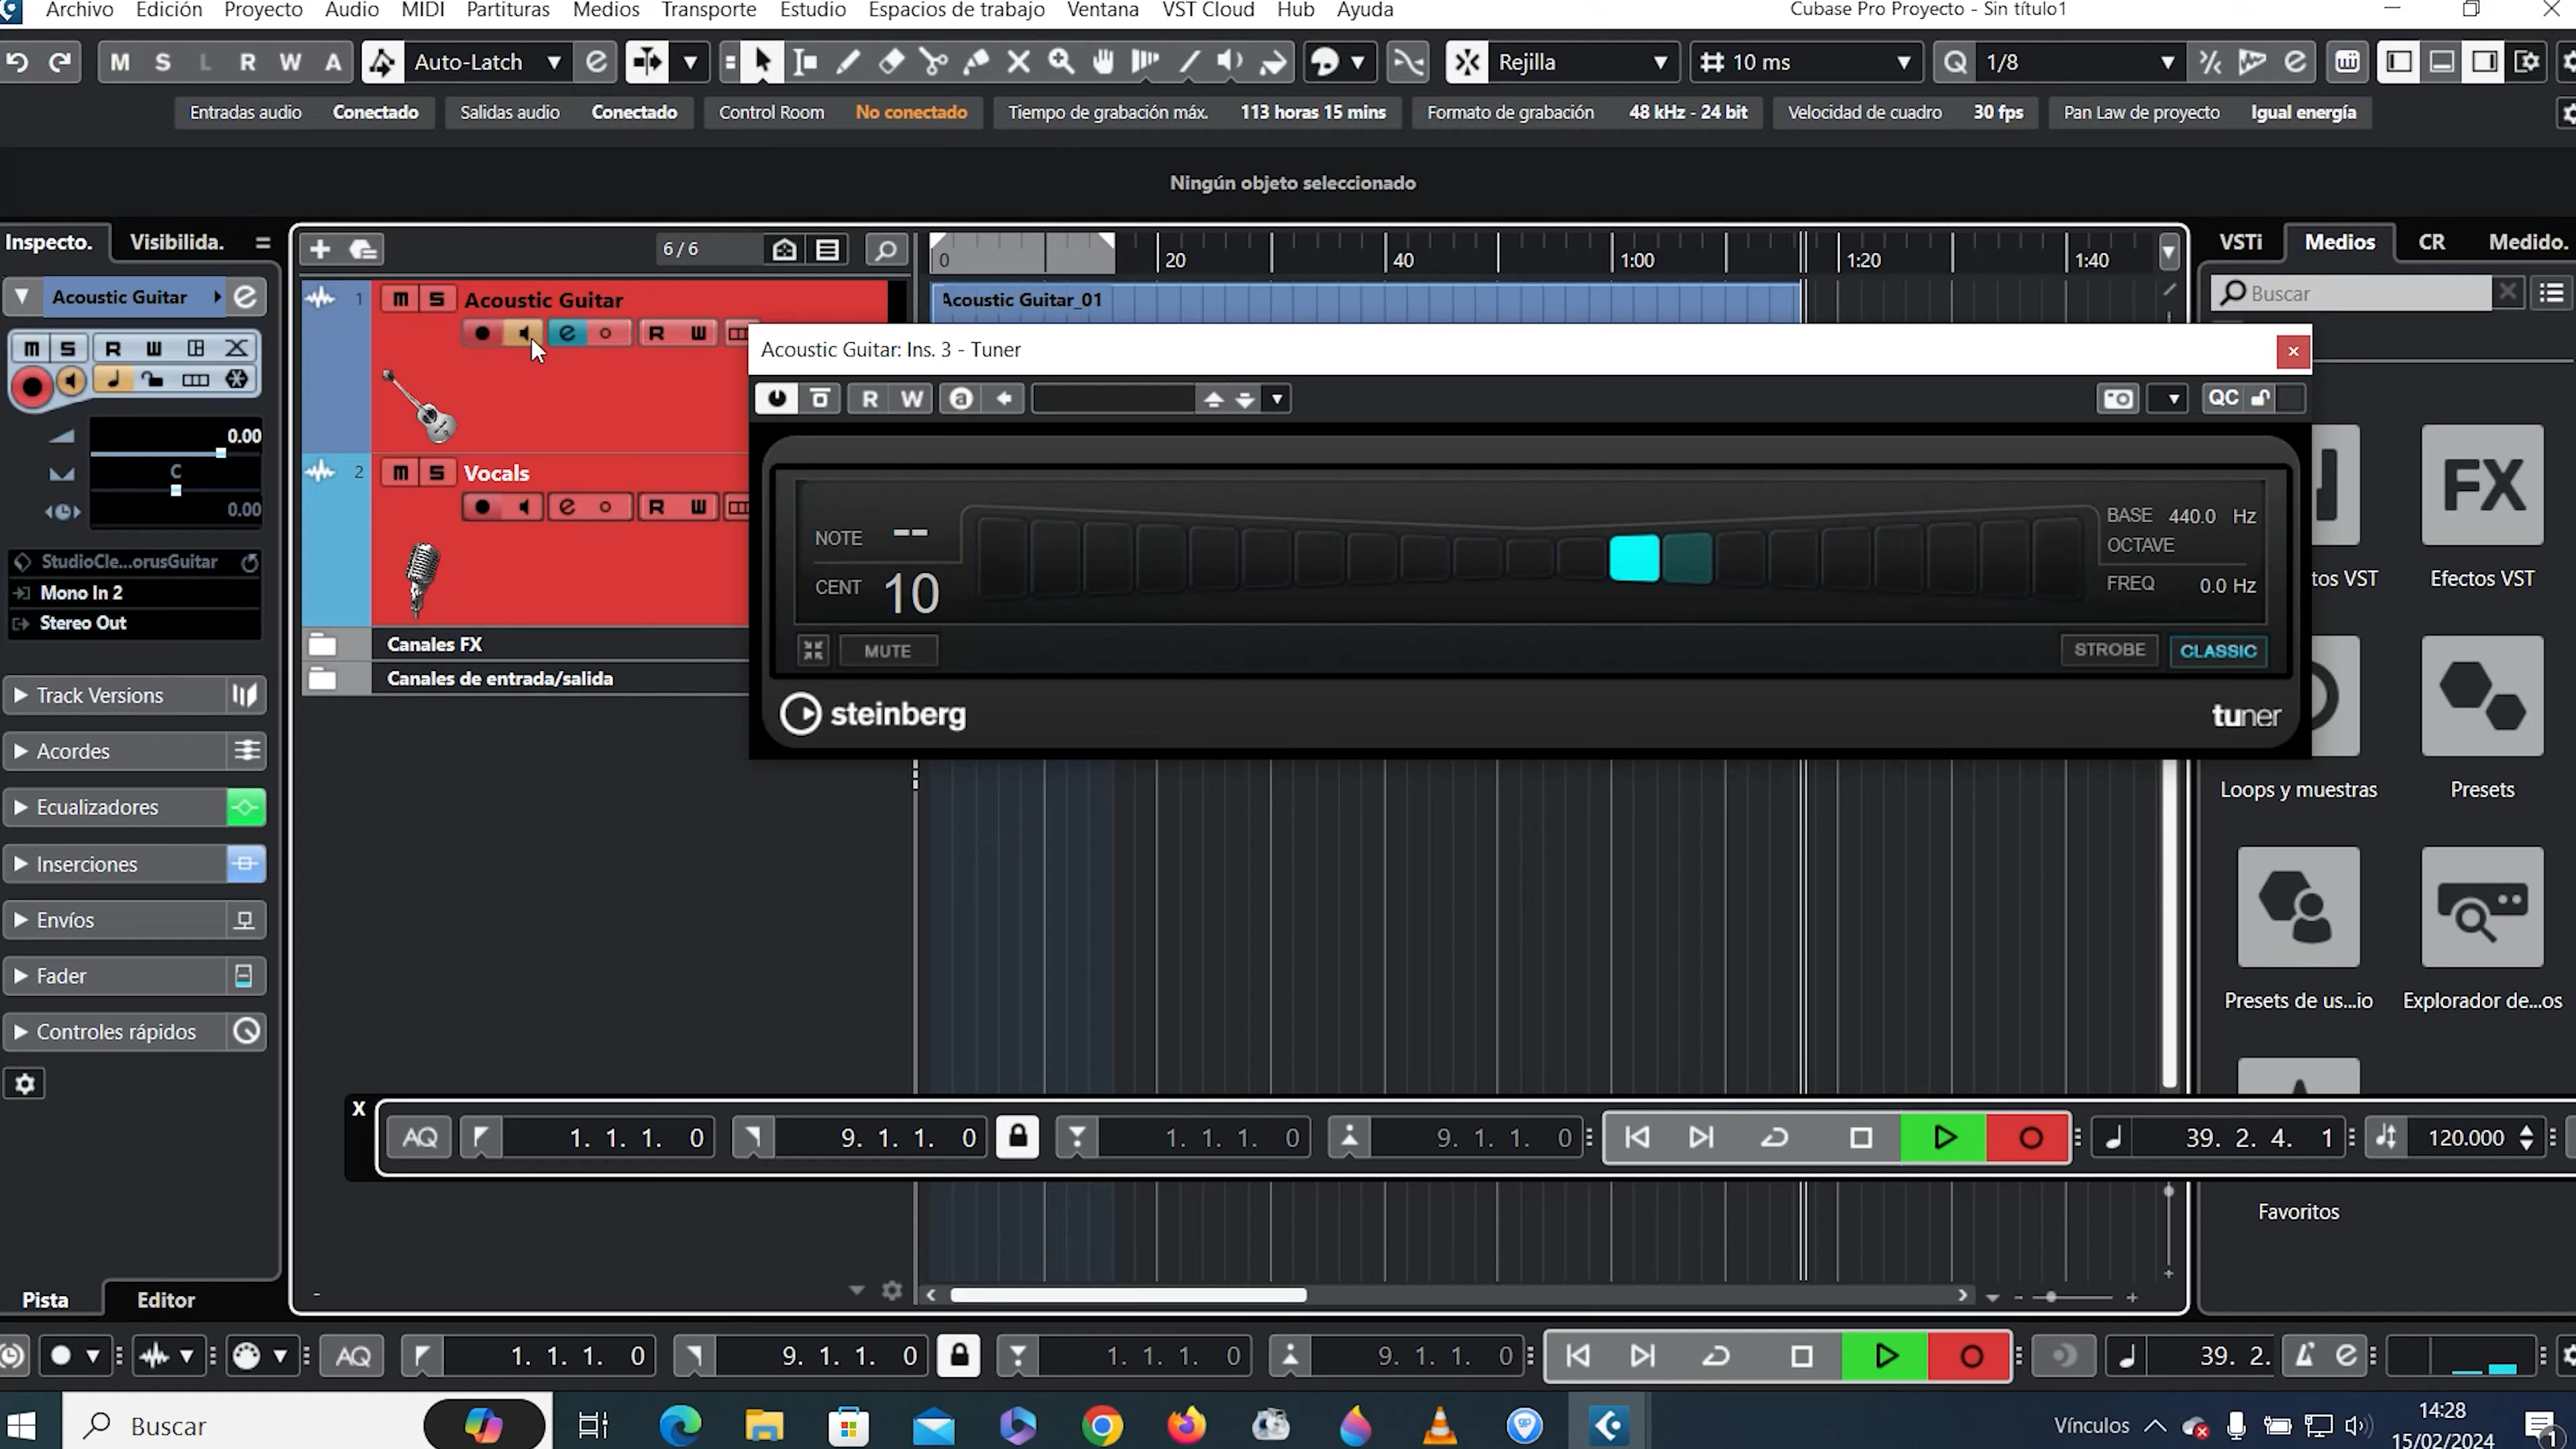 Archivo Edición Proyecto Audio MIDI Partituras Medios Transporte Estudio Espacios de trabajo Ventana VST Cloud Hub Ayuda
Cubase Pro Proyecto - Sin título1
M S L R W A Auto-Latch Rejilla 10 ms Q 1/8
Entradas audio Conectado Salidas audio Conectado Control Room No conectado Tiempo de grabación máx. 113 horas 15 mins Formato de grabación 48 kHz - 24 bit Velocidad de cuadro 30 fps Pan Law de proyecto Igual energía
Ningún objeto seleccionado
Inspecto. Visibilida.
6 / 6
0 20 40 1:00 1:20 1:40
VSTi Medios CR Medido.
Acoustic Guitar
1 m S Acoustic Guitar
Acoustic Guitar_01
Buscar
m S R W
R W
Acoustic Guitar: Ins. 3 - Tuner
R W QC
0.00
C
0.00
2 m S Vocals
R W
NOTE --
CENT 10
BASE 440.0 Hz
OCTAVE
FREQ 0.0 Hz
MUTE
STROBE CLASSIC
steinberg
tuner
StudioCle...orusGuitar
Mono In 2
Stereo Out
Canales FX
Canales de entrada/salida
FX
tos VST Efectos VST
Loops y muestras Presets
Presets de us...io Explorador de...os
Favoritos
Track Versions
Acordes
Ecualizadores
Inserciones
Envíos
Fader
Controles rápidos
X AQ 1. 1. 1. 0 9. 1. 1. 0 1. 1. 1. 0 9. 1. 1. 0 39. 2. 4. 1 120.000
Pista Editor
AQ 1. 1. 1. 0 9. 1. 1. 0 1. 1. 1. 0 9. 1. 1. 0 39. 2.
Buscar
gp
Vínculos
14:28
15/02/2024
1